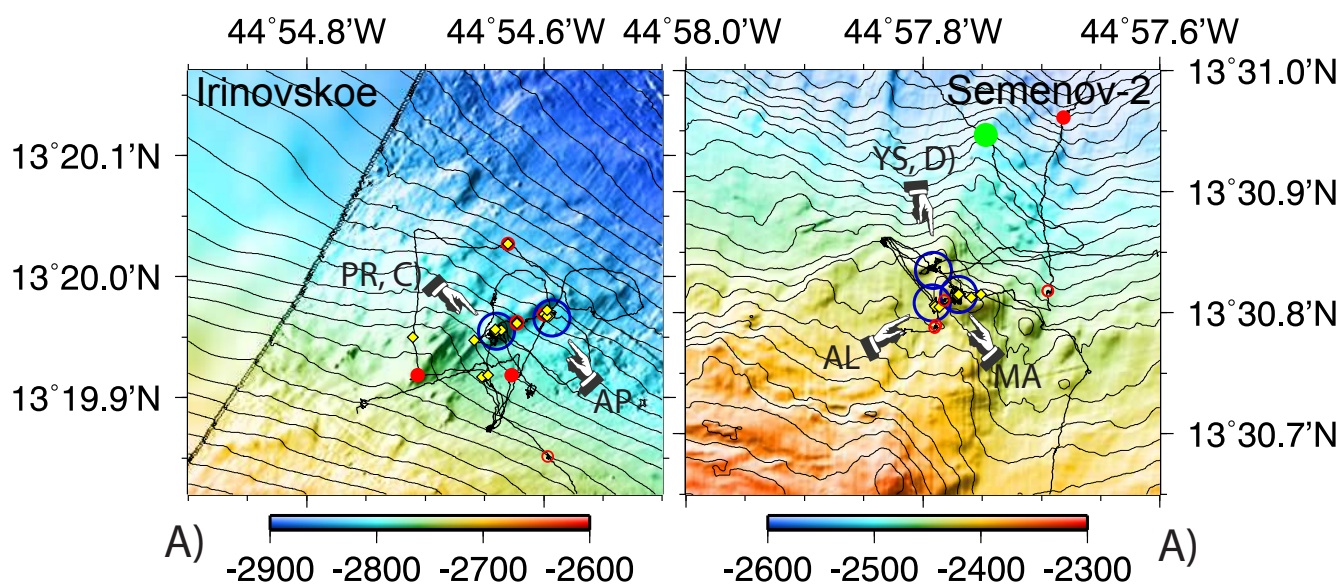 44°54.8'W 44°54.6'W 44°58.0'W 44°57.8'W 44°57.6'W
Irinovskoe
Semenov-2
13°31.0'N
13°20.1'N
YS, D)
13°30.9'N
PR, C)
13°20.0'N
13°30.8'N
AL
MA
AP
13°19.9'N
13°30.7'N
A)
A)
-2900 -2800 -2700 -2600
-2600 -2500 -2400 -2300